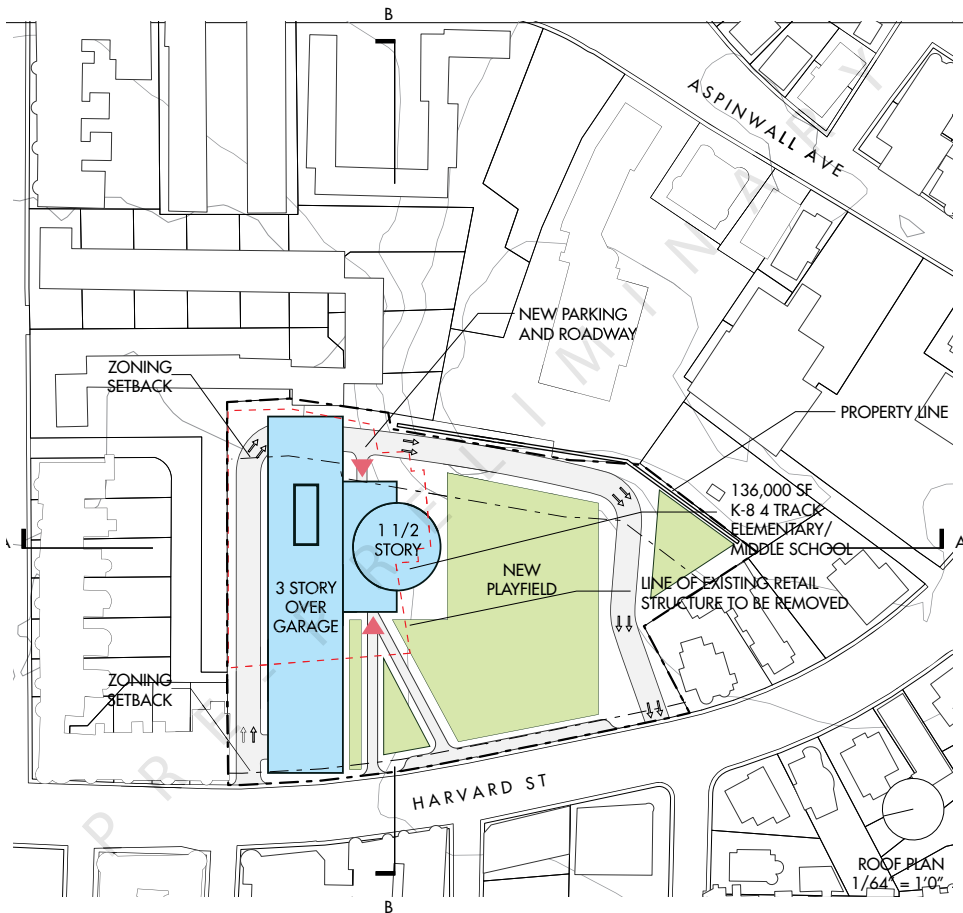 B
ASPINWALL AVE
NEW PARKING
AND ROADWAY
ZONING
SETBACK
PROPERTY LINE
136,000 SF
K-8 4 TRACK
ELEMENTARY/
MIDDLE SCHOOL
1 1/2
STORY
A
A
NEW
PLAYFIELD
3 STORY
OVER
GARAGE
LINE OF EXISTING RETAIL
STRUCTURE TO BE REMOVED
ZONING
SETBACK
HARVARD ST
PRELIMINARY
ROOF PLAN
1/64" = 1'0"
B